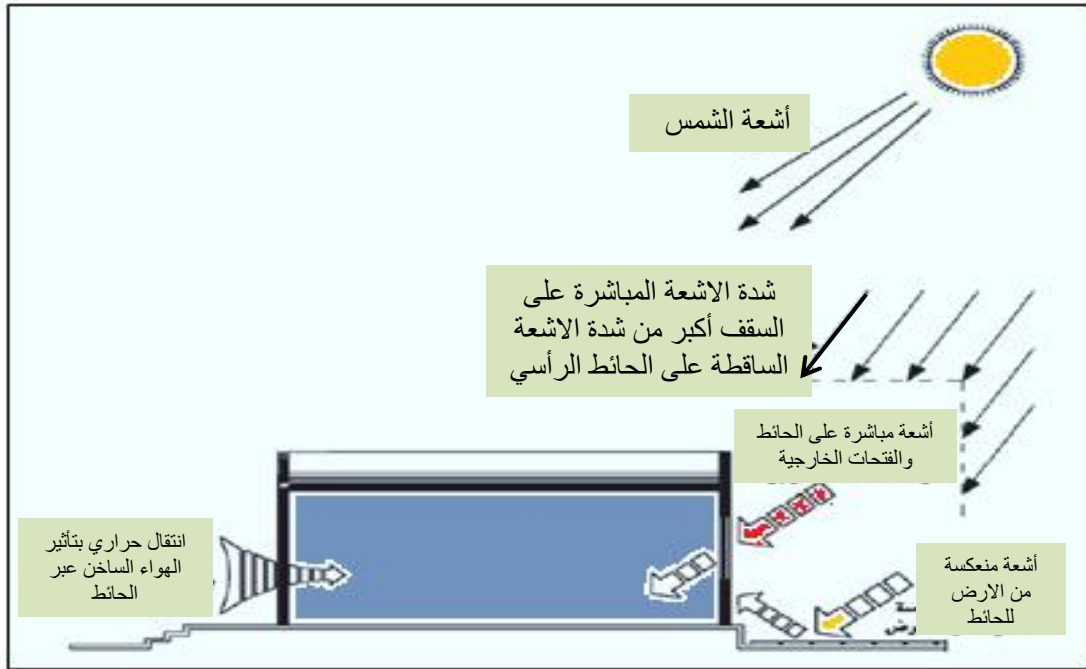 أشعة الشمس
شدة الاشعة المباشرة على
السقف أكبر من شدة الاشعة
الساقطة على الحائط الرأسي
أشعة مباشرة على الحائط
والفتحات الخارجية
انتقال حراري بتأثير
الهواء الساخن عبر
الحائط
أشعة منعكسة
من الارض
للحائط